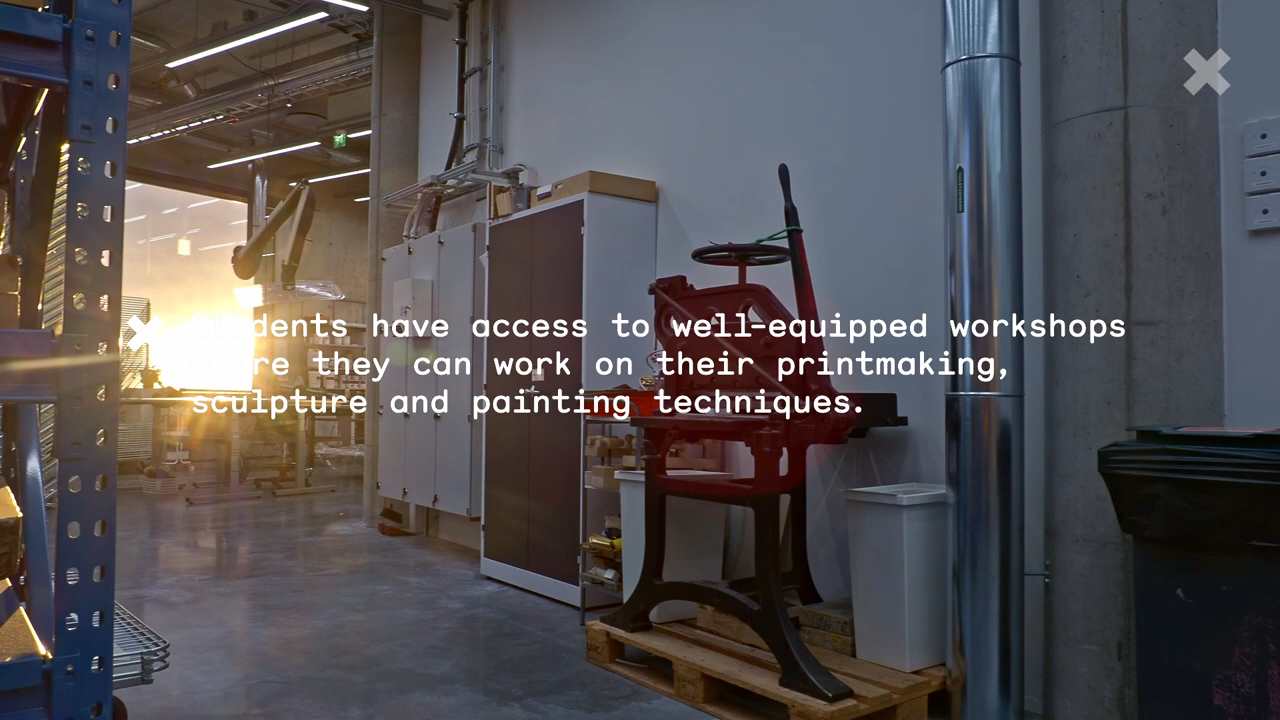 Students have access to well-equipped workshops
where they can work on their printmaking,
sculpture and painting techniques.